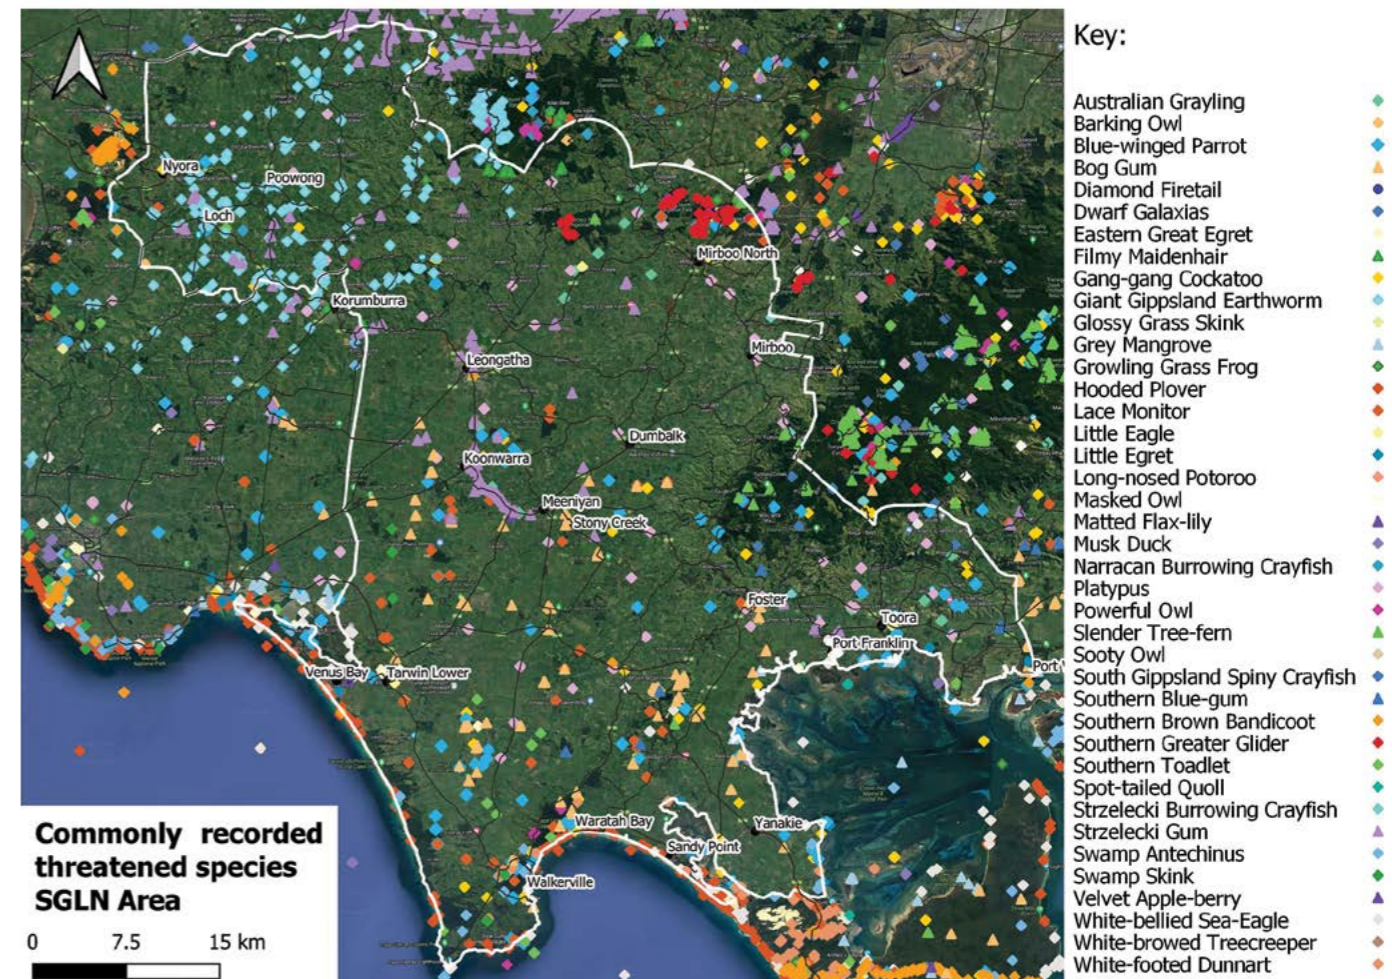 Nyora
Poowong
Loch
Mirboo North
Korumburra
Mirboo
Leongatha
Dumbalk
Koonwarra
Meeniyan
Stony Creek
Foster
Toora
Port Franklin
Port
Venus Bay
Tarwin Lower
Waratah Bay
Yanakie
Sandy Point
Walkerville
Commonly recorded
threatened species
SGLN Area
0 7.5 15 km
Key:
Australian Grayling
Barking Owl
Blue-winged Parrot
Bog Gum
Diamond Firetail
Dwarf Galaxias
Eastern Great Egret
Filmy Maidenhair
Gang-gang Cockatoo
Giant Gippsland Earthworm
Glossy Grass Skink
Grey Mangrove
Growling Grass Frog
Hooded Plover
Lace Monitor
Little Eagle
Little Egret
Long-nosed Potoroo
Masked Owl
Matted Flax-lily
Musk Duck
Narracan Burrowing Crayfish
Platypus
Powerful Owl
Slender Tree-fern
Sooty Owl
South Gippsland Spiny Crayfish
Southern Blue-gum
Southern Brown Bandicoot
Southern Greater Glider
Southern Toadlet
Spot-tailed Quoll
Strzelecki Burrowing Crayfish
Strzelecki Gum
Swamp Antechinus
Swamp Skink
Velvet Apple-berry
White-bellied Sea-Eagle
White-browed Treecreeper
White-footed Dunnart